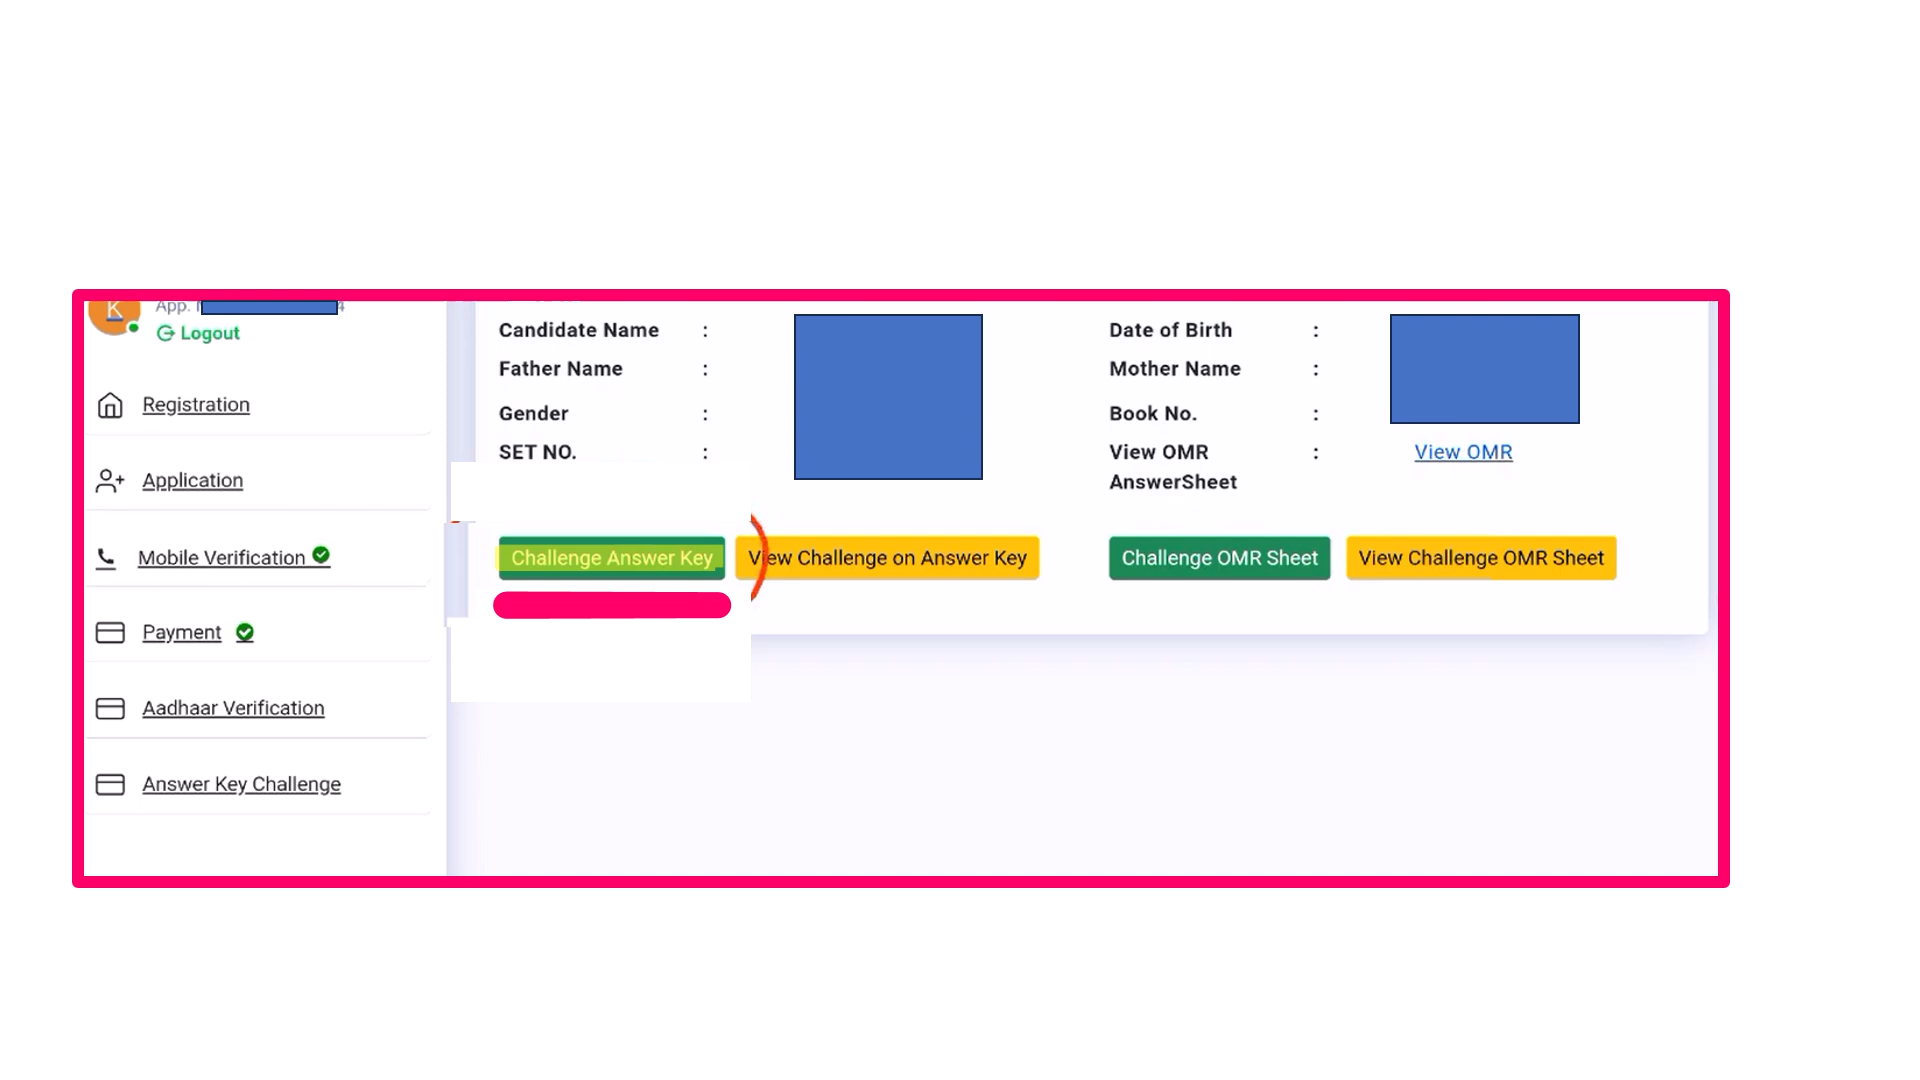 K
App.
Logout
Registration
Application
Mobile Verification
Payment
Aadhaar Verification
Answer Key Challenge
Candidate Name :
Father Name :
Gender :
SET NO. :
Date of Birth :
Mother Name :
Book No. :
View OMR : View OMR
AnswerSheet
Challenge Answer Key
View Challenge on Answer Key
Challenge OMR Sheet
View Challenge OMR Sheet